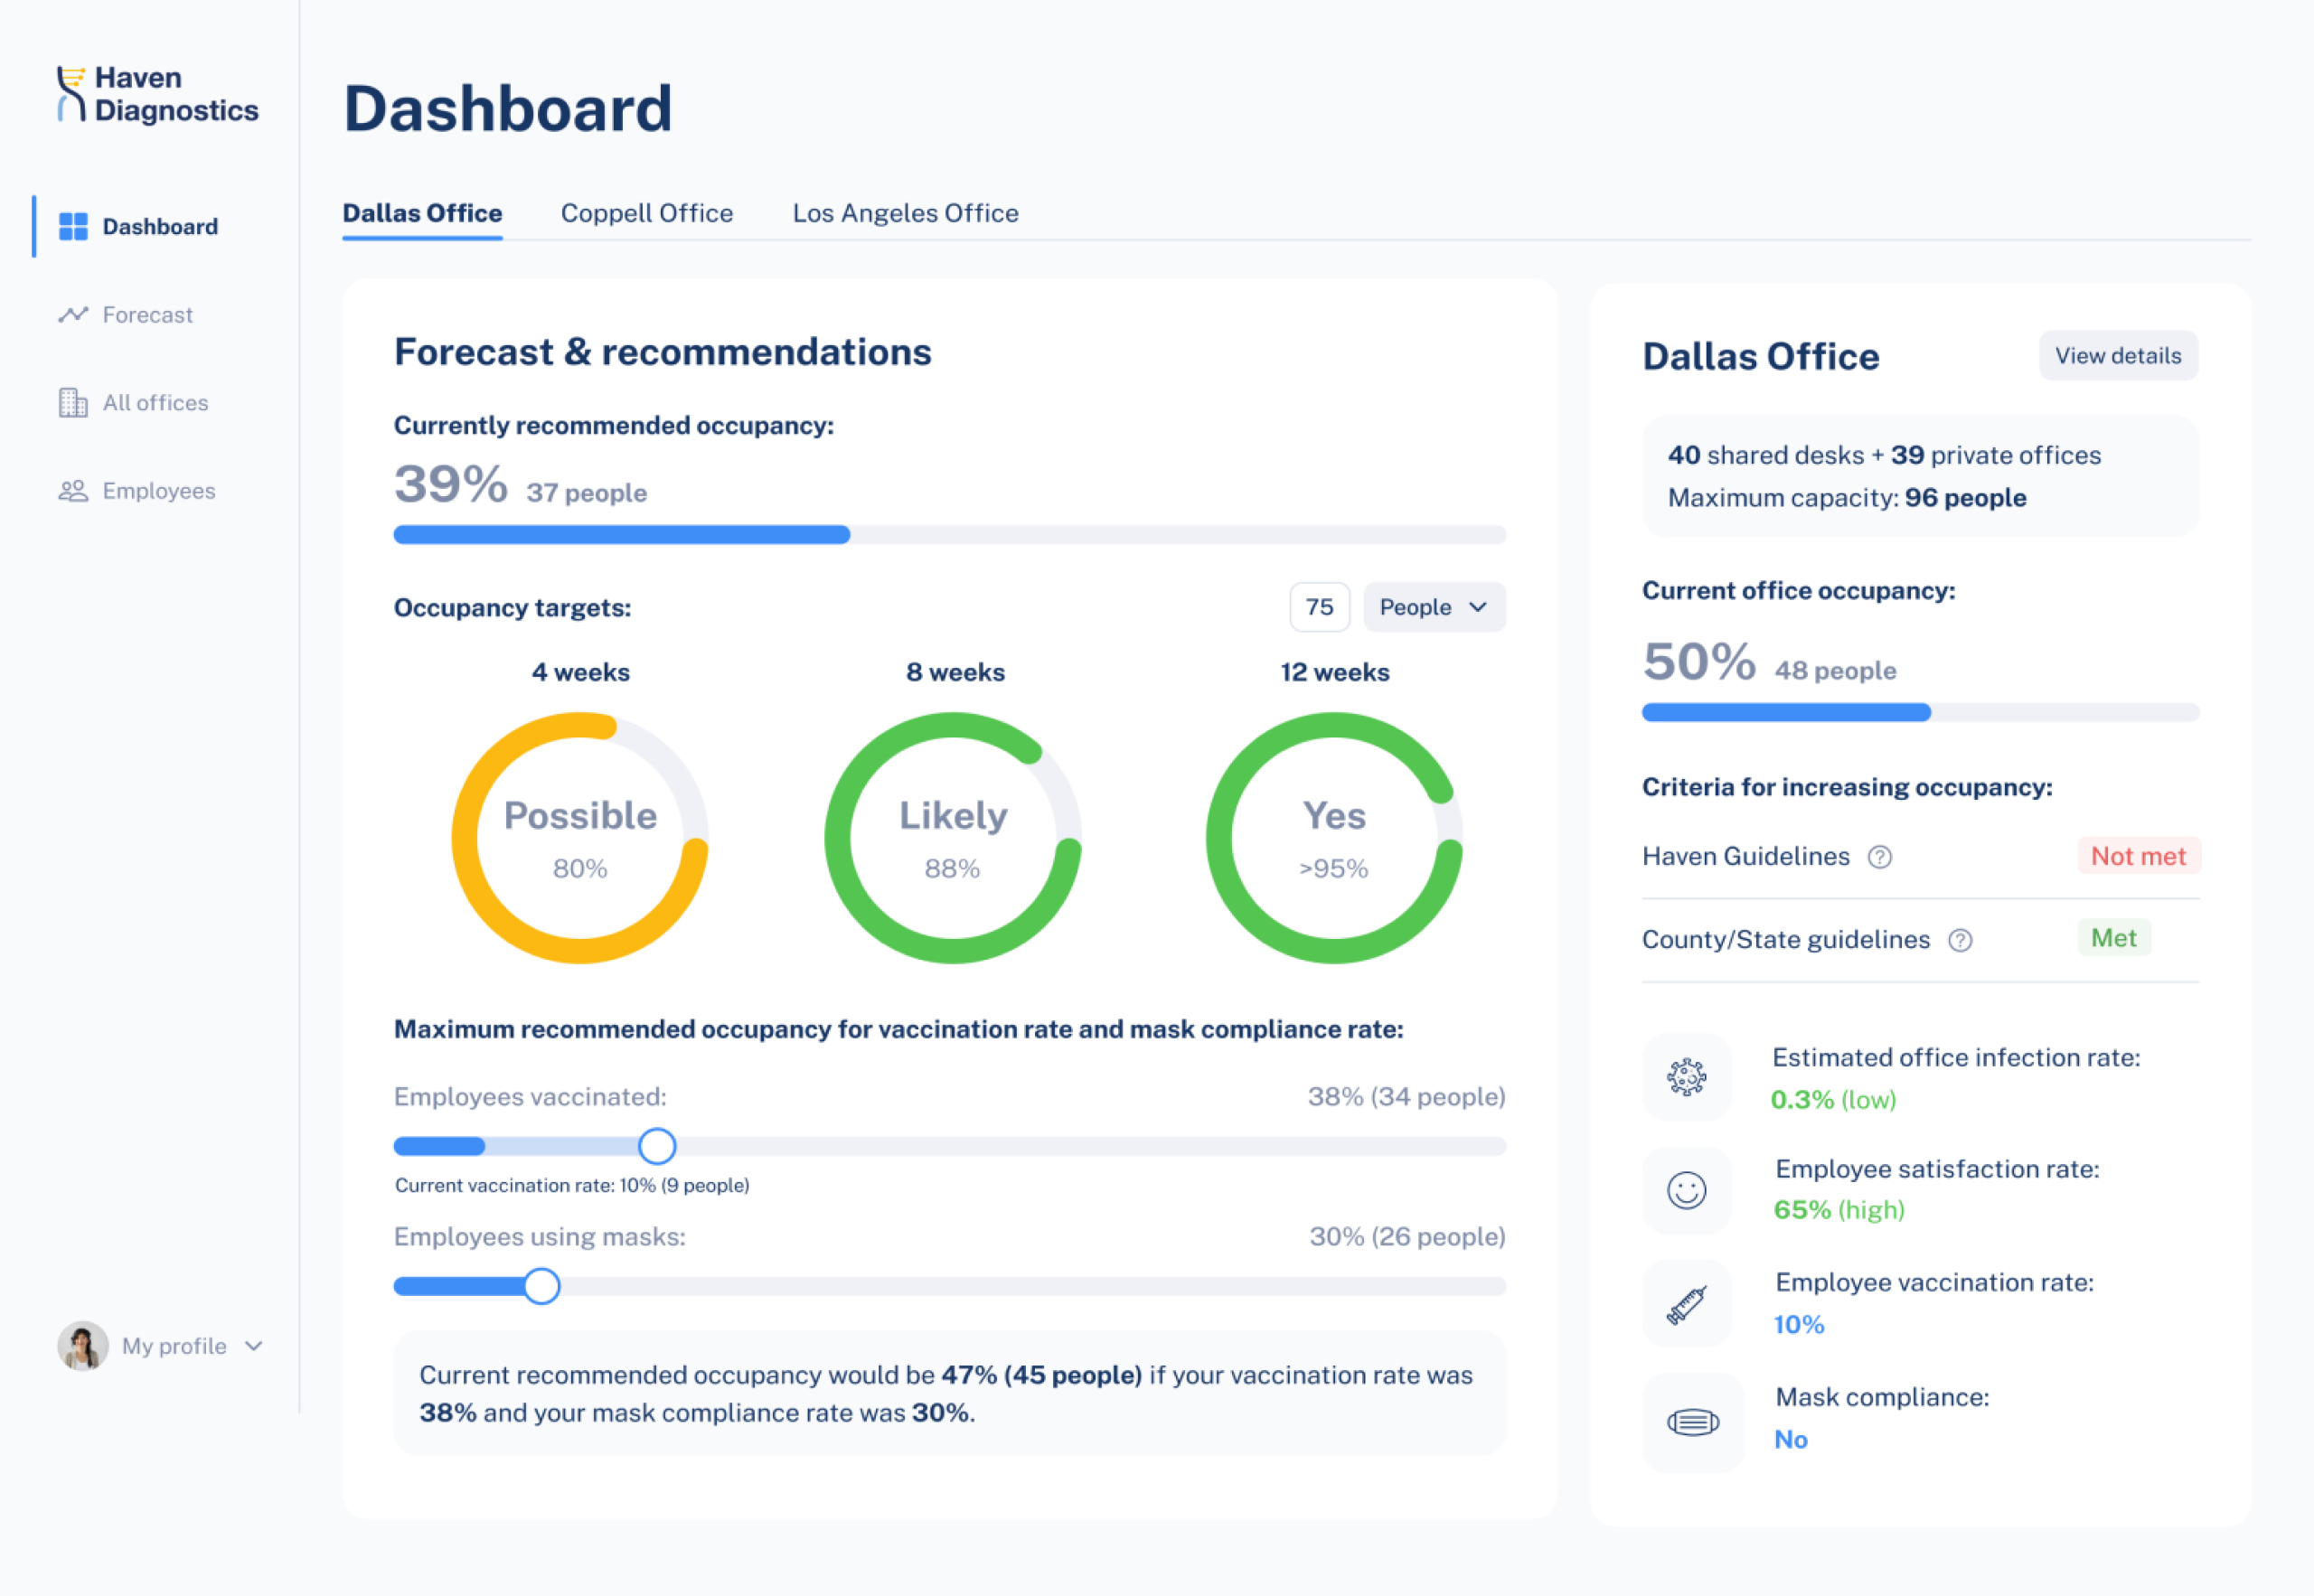 Haven
Diagnostics
Dashboard
Forecast
All offices
Employees
My profile
Dashboard
Dallas Office
Coppell Office
Los Angeles Office
Forecast & recommendations
Currently recommended occupancy:
39% 37 people
Occupancy targets:
75 People
4 weeks
8 weeks
12 weeks
Possible
80%
Likely
88%
Yes
>95%
Maximum recommended occupancy for vaccination rate and mask compliance rate:
Employees vaccinated: 38% (34 people)
Current vaccination rate: 10% (9 people)
Employees using masks: 30% (26 people)
Current recommended occupancy would be 47% (45 people) if your vaccination rate was
38% and your mask compliance rate was 30%.
Dallas Office
View details
40 shared desks + 39 private offices
Maximum capacity: 96 people
Current office occupancy:
50% 48 people
Criteria for increasing occupancy:
Haven Guidelines ? Not met
County/State guidelines ? Met
Estimated office infection rate:
0.3% (low)
Employee satisfaction rate:
65% (high)
Employee vaccination rate:
10%
Mask compliance:
No